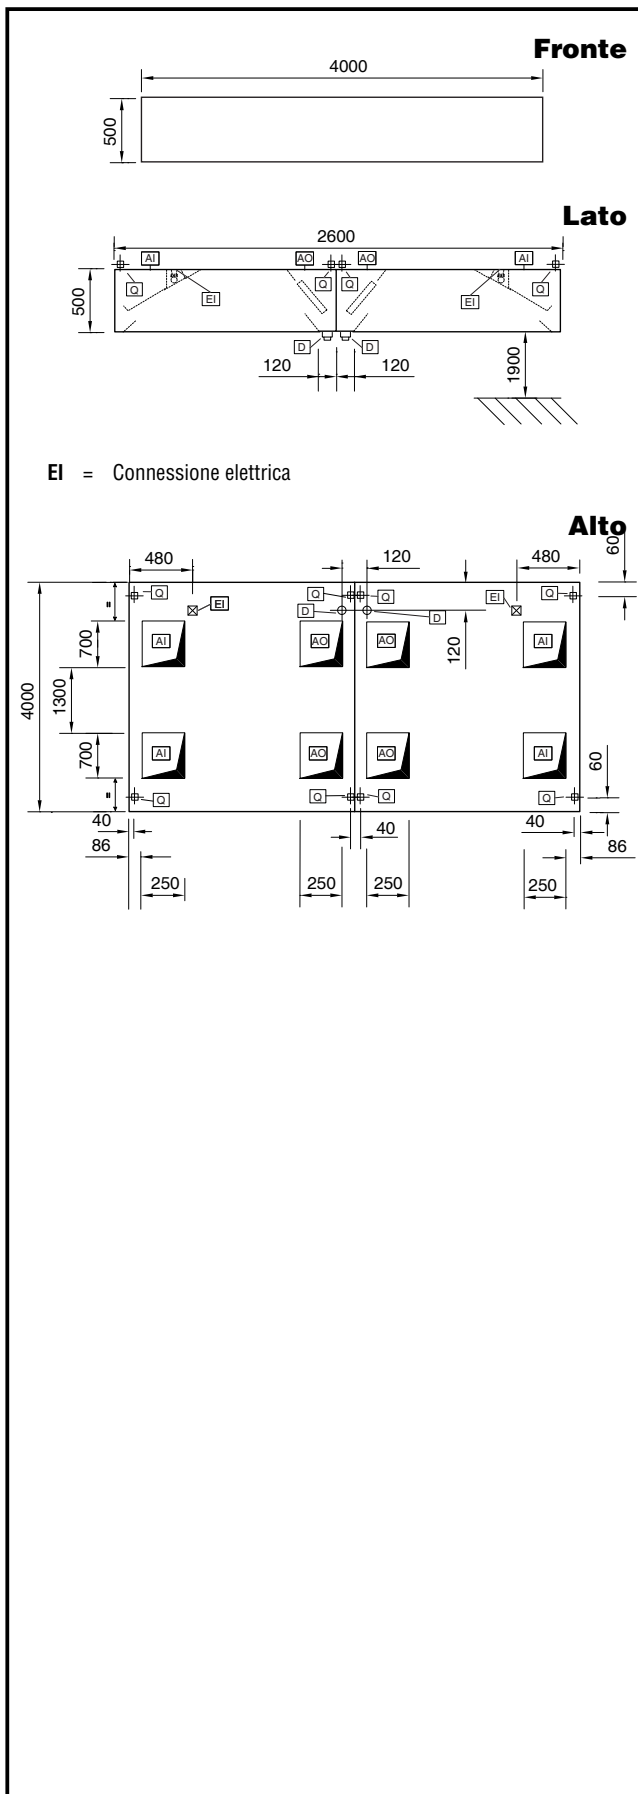 Fronte
4000
500
Lato
2600
AI AO AO AI
Q Q Q Q
EI EI
500
D D
120 120
1900
EI = Connessione elettrica
Alto
480 120 480 60
Q Q Q Q
EI EI
D D
120
700
AI AO AO AI
4000
1300
700
AI AO AO AI
60
Q Q Q Q
40 40 40
86 86
250 250 250 250